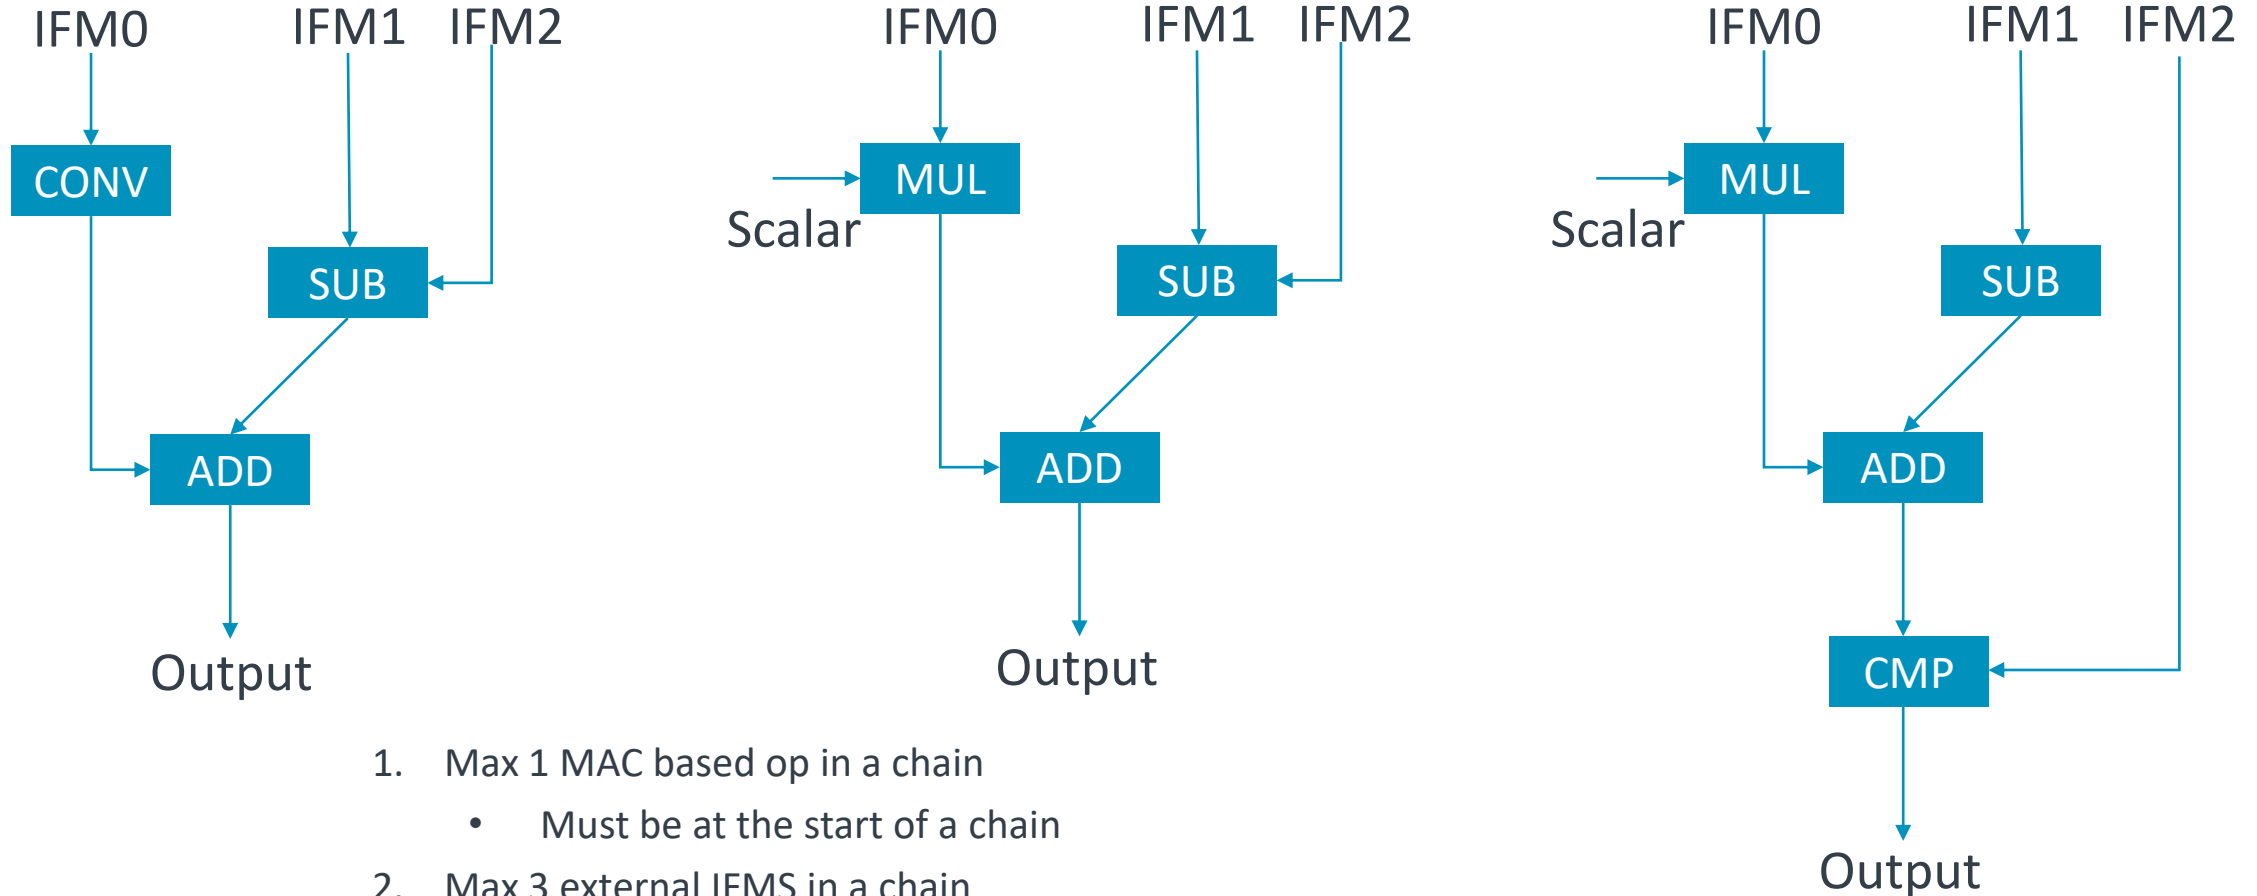 IFM0 IFM1 IFM2
CONV
SUB
ADD
Output
IFM0 IFM1 IFM2
MUL
Scalar
SUB
ADD
Output
IFM0 IFM1 IFM2
MUL
Scalar
SUB
ADD
CMP
Output
1. Max 1 MAC based op in a chain
• Must be at the start of a chain
2. Max 3 external IFMS in a chain